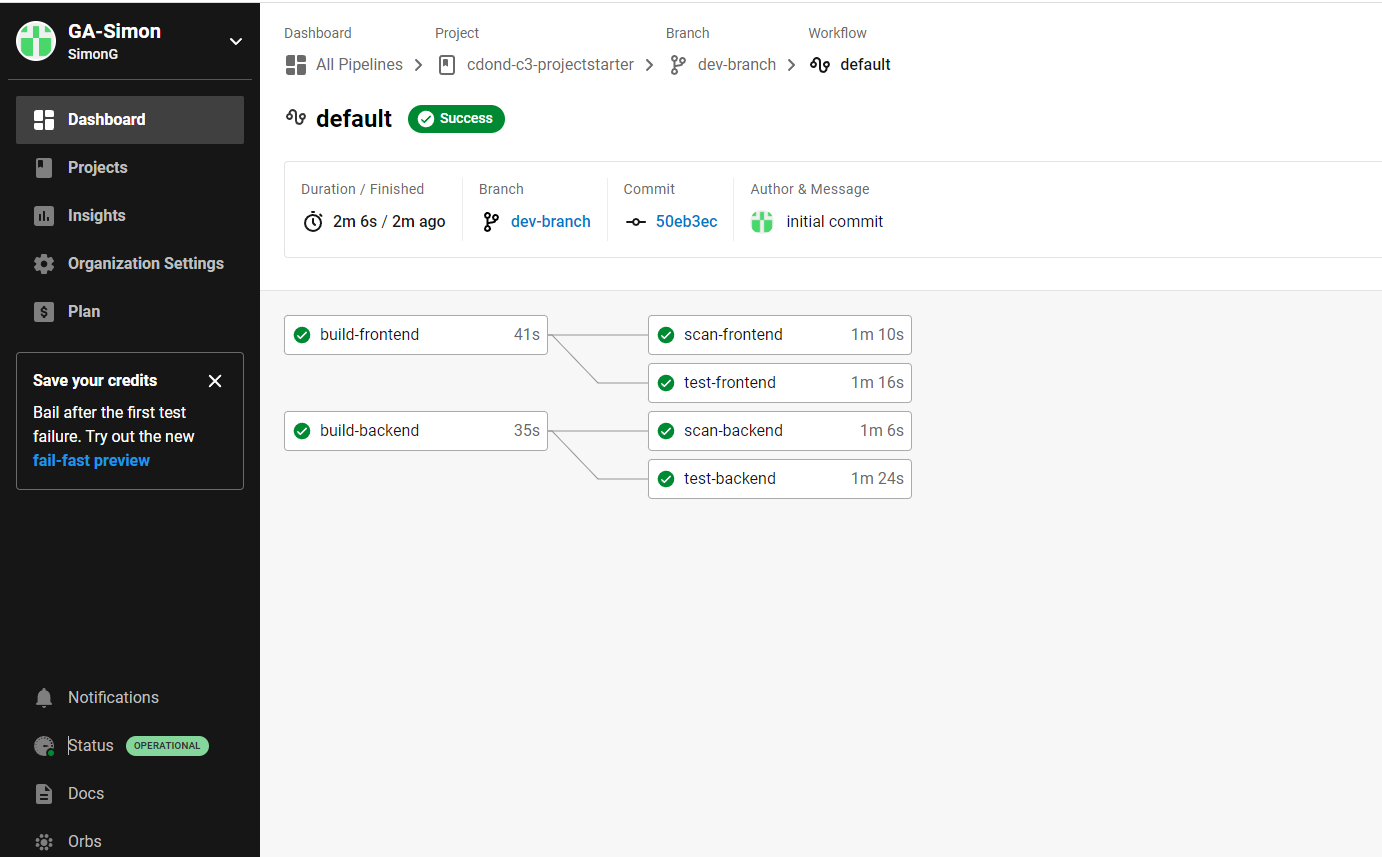 GA-Simon
SimonG
Dashboard
Projects
Insights
Organization Settings
Plan
Save your credits
Bail after the first test
failure. Try out the new
fail-fast preview
Notifications
Status OPERATIONAL
Docs
Orbs
Dashboard Project Branch Workflow
All Pipelines cdond-c3-projectstarter dev-branch default
default Success
Duration / Finished Branch Commit Author & Message
2m 6s / 2m ago dev-branch 50eb3ec initial commit
build-frontend 41s scan-frontend 1m 10s
test-frontend 1m 16s
build-backend 35s scan-backend 1m 6s
test-backend 1m 24s